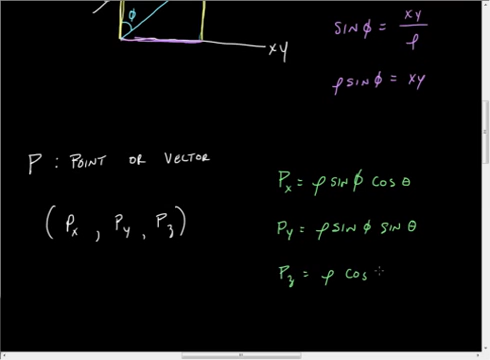 ϕ
xy
sin ϕ = xy / ρ
ρ sin ϕ = xy
P : Point or Vector
(Px , Py , Pz)
Px = ρ sin ϕ cos θ
Py = ρ sin ϕ sin θ
Pz = ρ cos